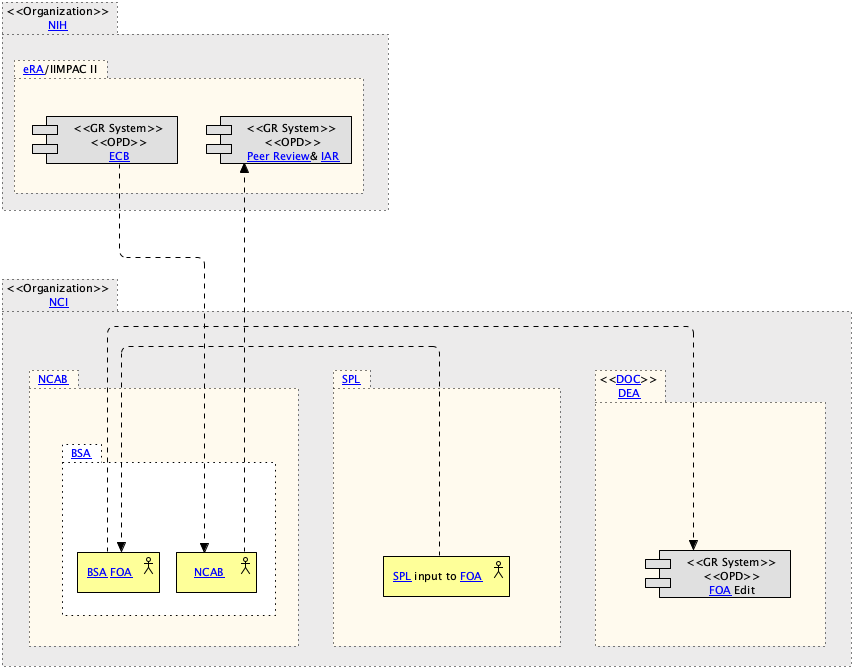 <<Organization>>
NIH
eRA/IIMPAC II
<<GR System>>
<<OPD>>
ECB
<<GR System>>
<<OPD>>
Peer Review& IAR
<<Organization>>
NCI
NCAB
SPL
<<DOC>>
DEA
BSA
BSA FOA
NCAB
SPL input to FOA
<<GR System>>
<<OPD>>
FOA Edit